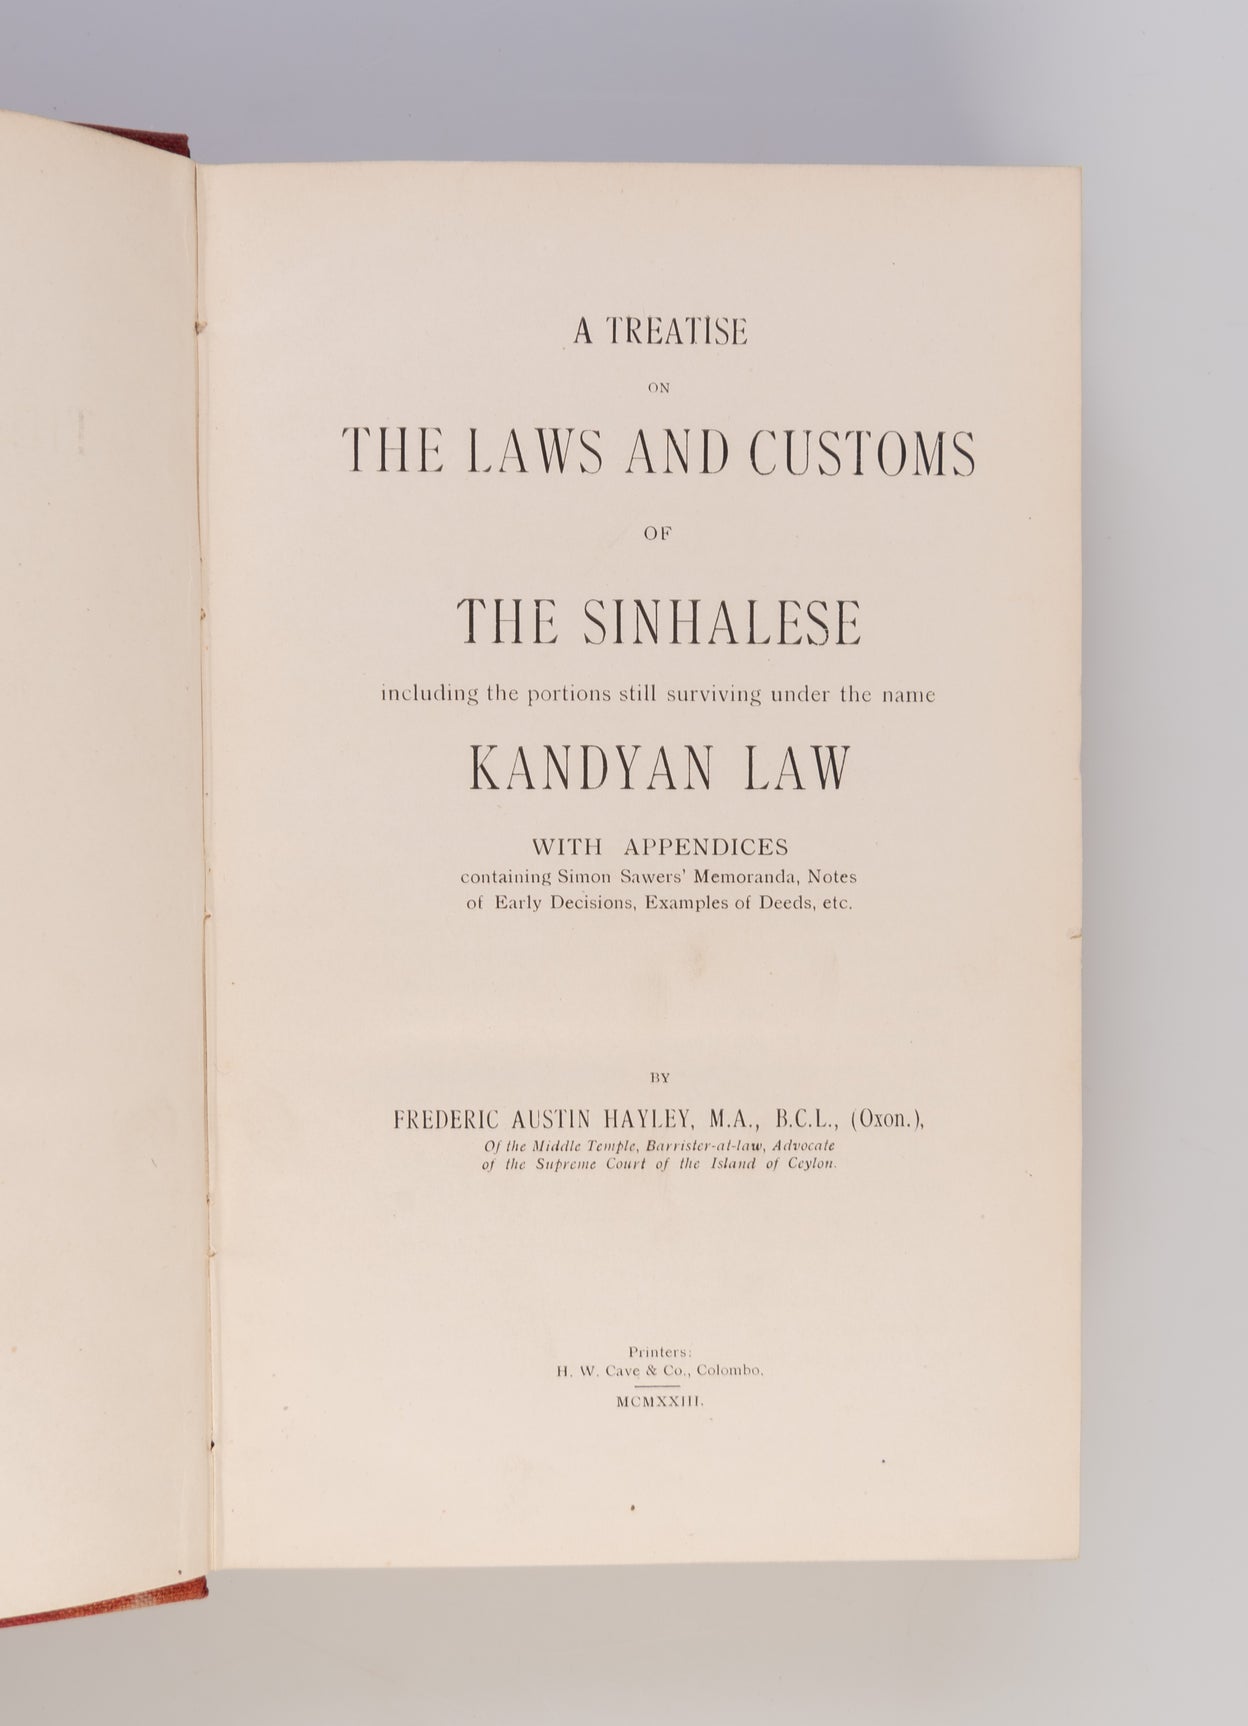 A TREATISE
ON
THE LAWS AND CUSTOMS
OF
THE SINHALESE
including the portions still surviving under the name
KANDYAN LAW
WITH APPENDICES
containing Simon Sawers' Memoranda, Notes
of Early Decisions, Examples of Deeds, etc.
BY
FREDERIC AUSTIN HAYLEY, M.A., B.C.L., (Oxon.),
Of the Middle Temple, Barrister-at-law, Advocate
of the Supreme Court of the Island of Ceylon.
Printers:
H. W. Cave & Co., Colombo.
MCMXXIII.